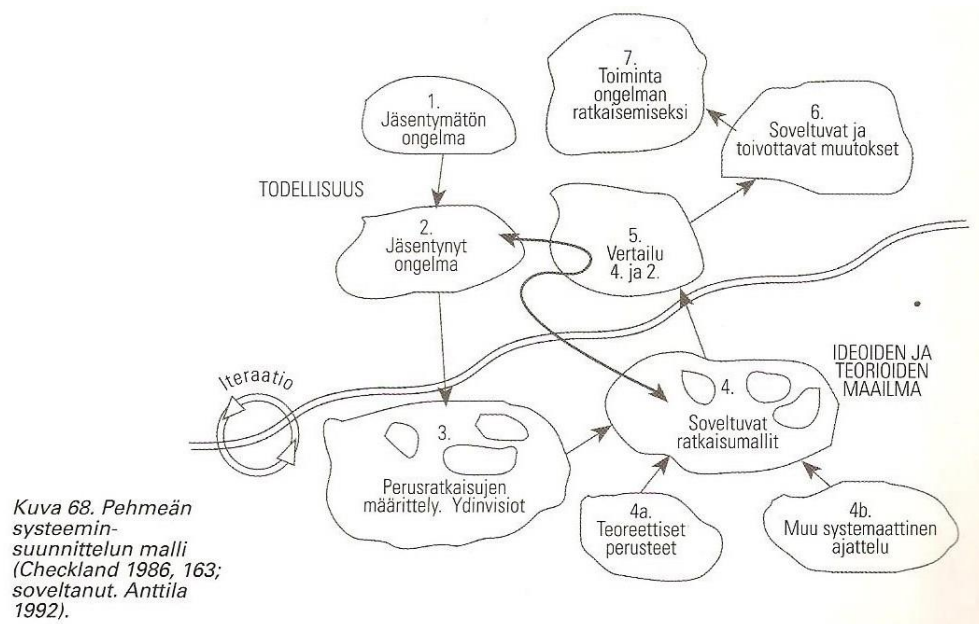 1.
Jäsentymätön
ongelma
TODELLISUUS
2.
Jäsentynyt
ongelma
7.
Toiminta
ongelman
ratkaisemiseksi
6.
Soveltuvat ja
toivottavat muutokset
5.
Vertailu
4. ja 2.
Iteraatio
3.
Perusratkaisujen
määrittely. Ydinvisiot
4.
Soveltuvat
ratkaisumallit
IDEOIDEN JA
TEORIOIDEN
MAAILMA
4a.
Teoreettiset
perusteet
4b.
Muu systemaattinen
ajattelu
Kuva 68. Pehmeän
systeemin-
suunnittelun malli
(Checkland 1986, 163;
soveltanut. Anttila
1992).